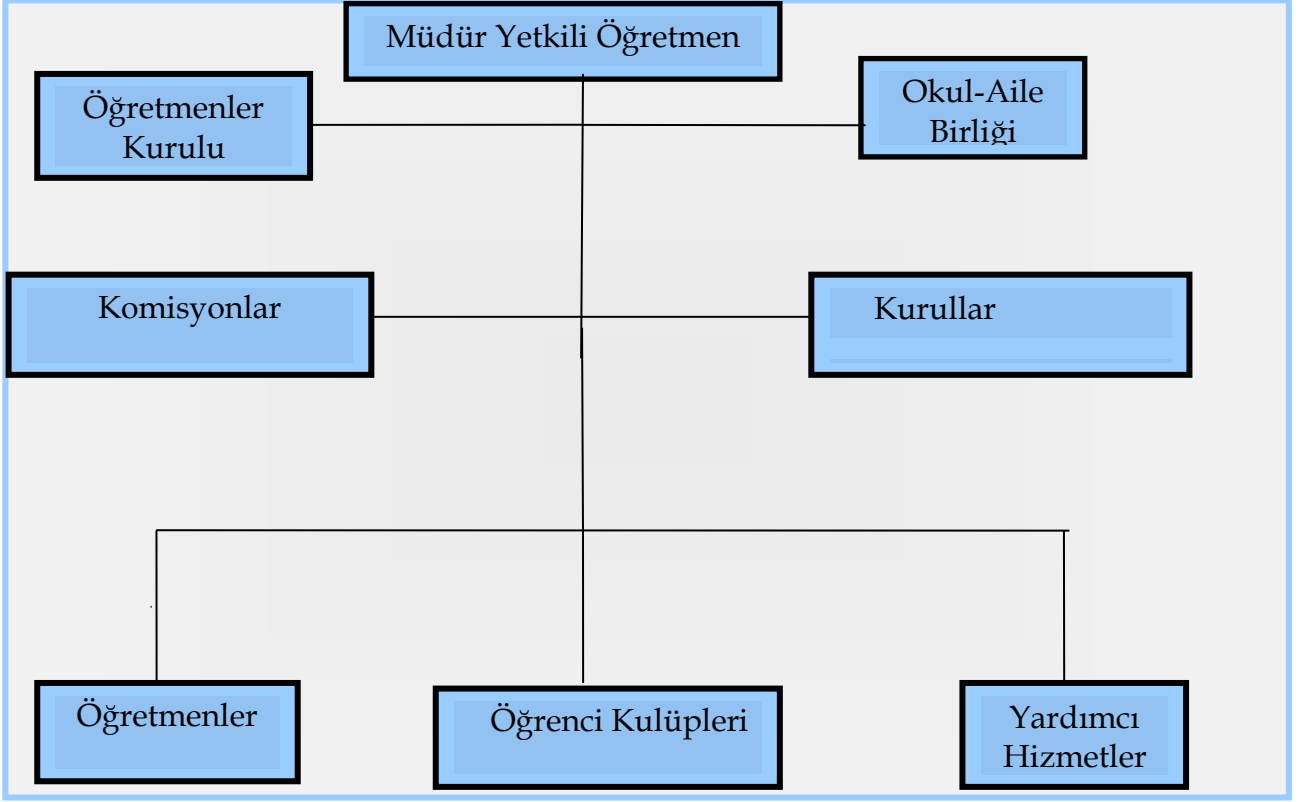 Müdür Yetkili Öğretmen
Öğretmenler
Kurulu
Okul-Aile
Birliği
Komisyonlar
Kurullar
Öğretmenler
Öğrenci Kulüpleri
Yardımcı
Hizmetler